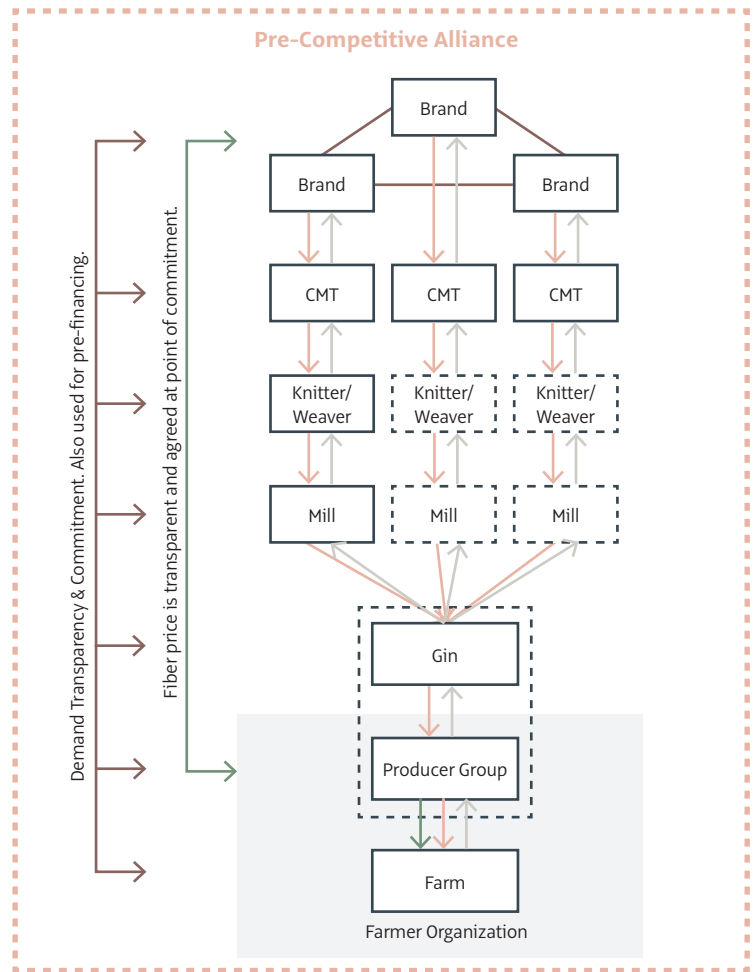 Pre-Competitive Alliance
Demand Transparency & Commitment. Also used for pre-financing.
Fiber price is transparent and agreed at point of commitment.
Brand
Brand
Brand
CMT
CMT
CMT
Knitter/
Weaver
Knitter/
Weaver
Knitter/
Weaver
Mill
Mill
Mill
Gin
Producer Group
Farm
Farmer Organization